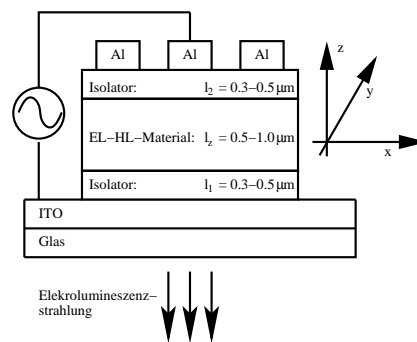 Al Al Al
Isolator: l₂ = 0.3–0.5 μm
EL–HL–Material: l_z = 0.5–1.0 μm
Isolator: l₁ = 0.3–0.5 μm
ITO
Glas
z
y
x
Elekrolumineszenz–
strahlung